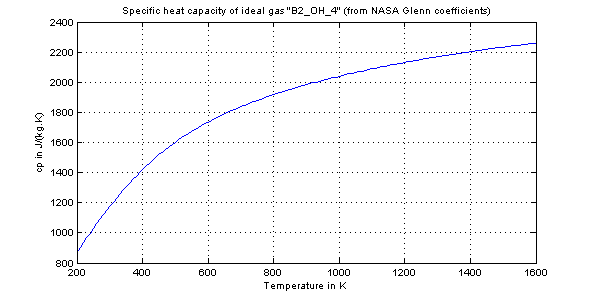 Specific heat capacity of ideal gas "B2_OH_4" (from NASA Glenn coefficients)
2400
2200
2000
1800
1600
1400
1200
1000
800
cp in J/(kg.K)
200 400 600 800 1000 1200 1400 1600
Temperature in K